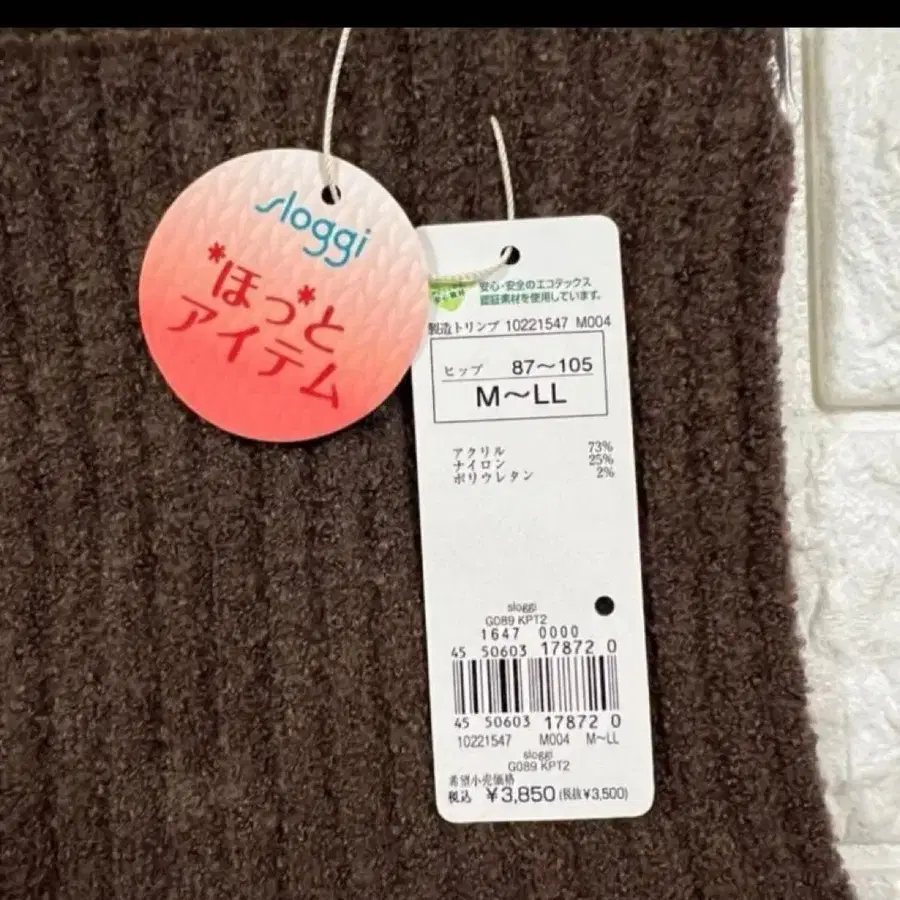 sloggi
*ほっ*と
アイテム
安心・安全のエコテックス
認証素材を使用しています。
製造トリンプ 10221547 M004
ヒップ 87〜105
M〜LL
アクリル 73%
ナイロン 25%
ポリウレタン 2%
sloggi
G089 KPT2
1647 0000
45 50603 17872 0
45 50603 17872 0
10221547 M004 M〜LL
sloggi
G089 KPT2
希望小売価格
税込 ¥3,850 (税抜¥3,500)